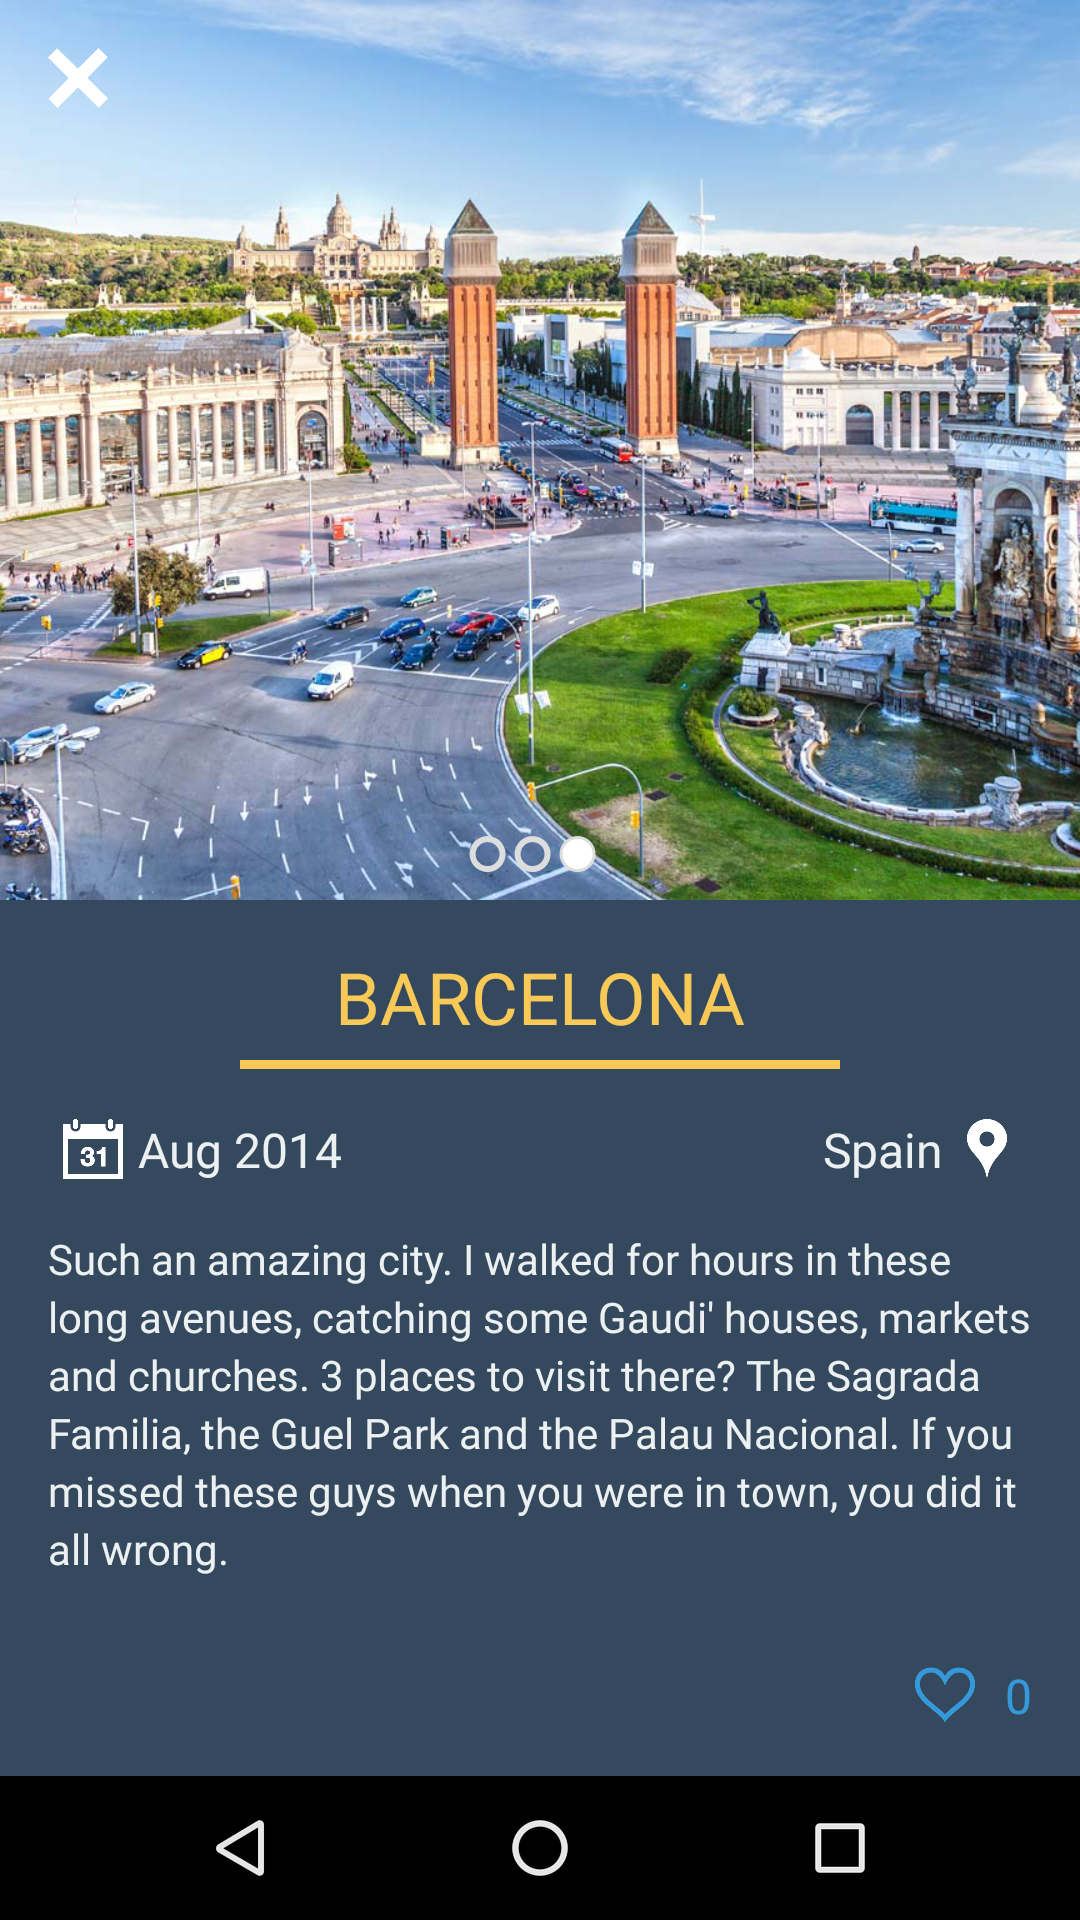 BARCELONA
31 Aug 2014 Spain
Such an amazing city. I walked for hours in these
long avenues, catching some Gaudi' houses, markets
and churches. 3 places to visit there? The Sagrada
Familia, the Guel Park and the Palau Nacional. If you
missed these guys when you were in town, you did it
all wrong.
0